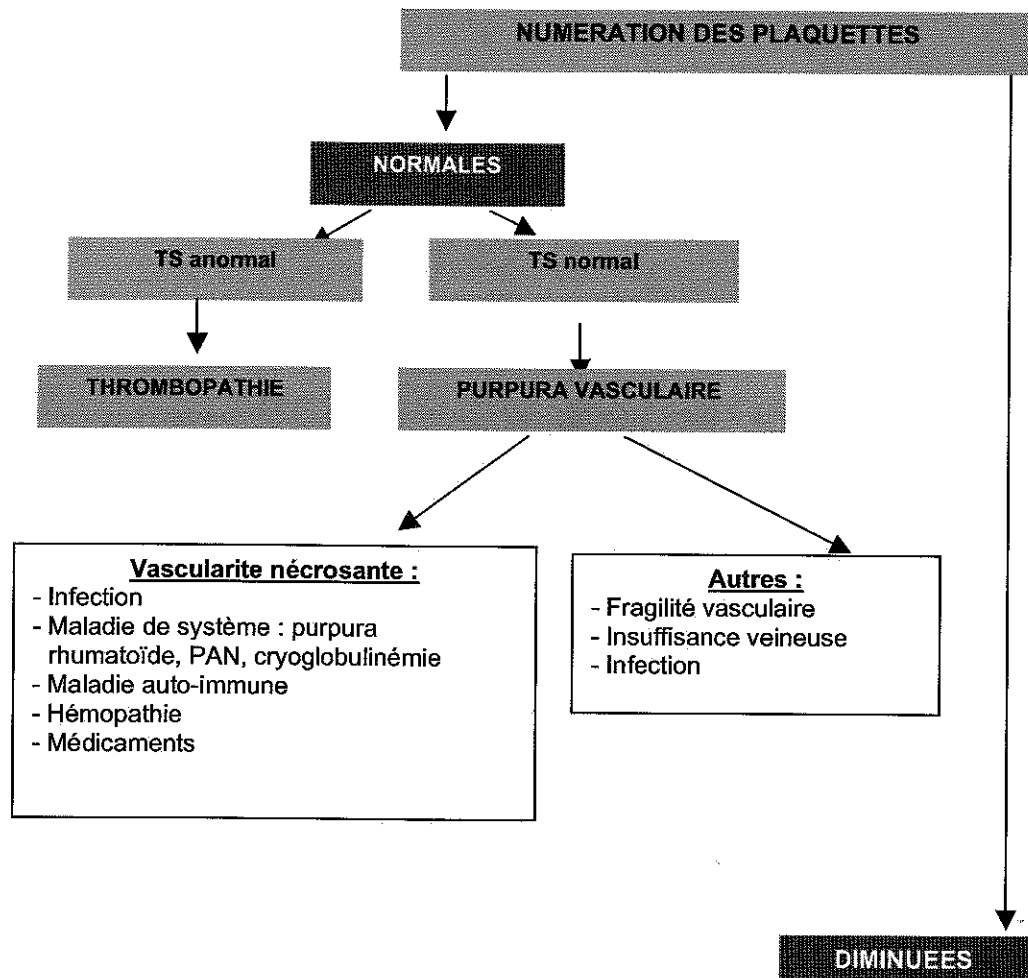 NUMERATION DES PLAQUETTES
NORMALES
TS anormal
TS normal
THROMBOPATHIE
PURPURA VASCULAIRE
Vascularite nécrosante :
- Infection
- Maladie de système : purpura
rhumatoïde, PAN, cryoglobulinémie
- Maladie auto-immune
- Hémopathie
- Médicaments
Autres :
- Fragilité vasculaire
- Insuffisance veineuse
- Infection
DIMINUEES